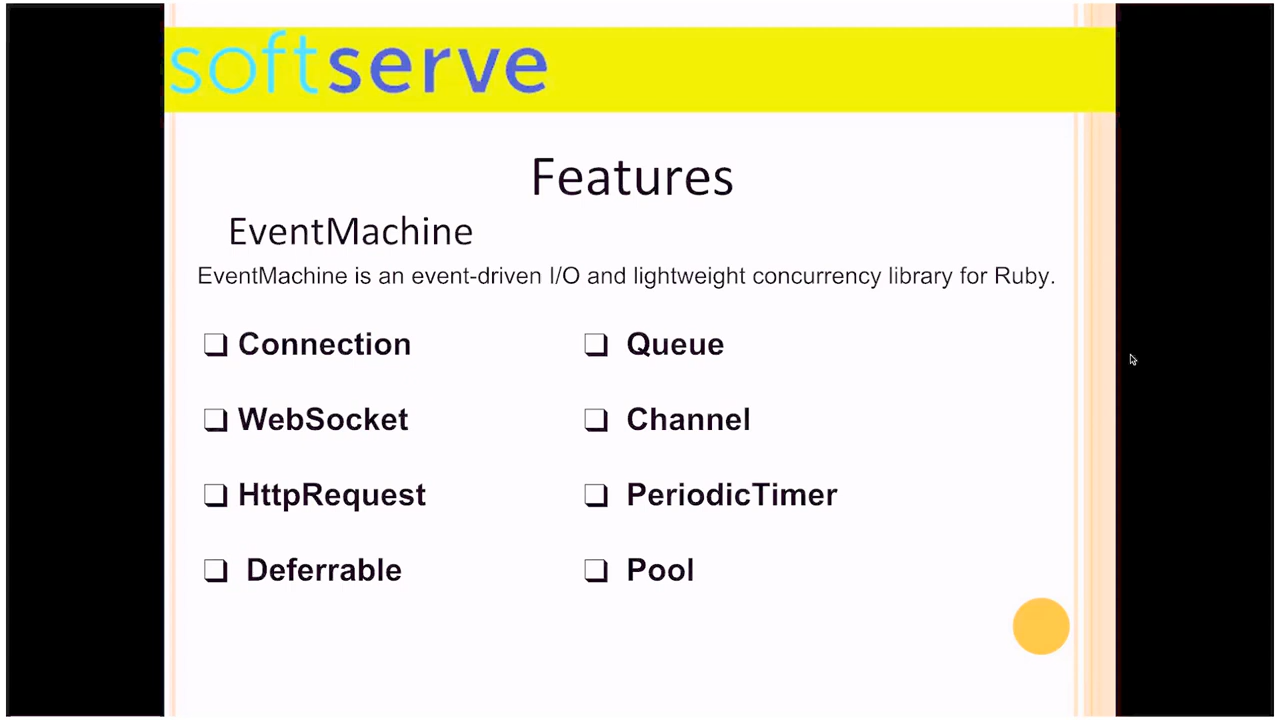 softserve
Features
EventMachine
EventMachine is an event-driven I/O and lightweight concurrency library for Ruby.
❑ Connection
❑ WebSocket
❑ HttpRequest
❑ Deferrable
❑ Queue
❑ Channel
❑ PeriodicTimer
❑ Pool